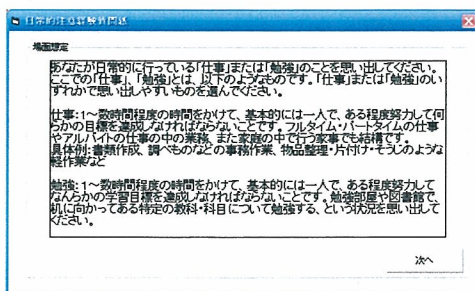 日常的注意経験質問紙
場面想定
あなたが日常的に行っている「仕事」または「勉強」のことを思い出してください。
ここでの「仕事」、「勉強」とは、以下のようなものです。「仕事」または「勉強」のい
ずれかで思い出しやすいものを選んでください。
仕事:1～数時間程度の時間をかけて、基本的には一人で、ある程度努力して何
らかの目標を達成しなければならないことです。フルタイム・パートタイムの仕事
やアルバイトの仕事の中の業務、また家庭の中で行う家事でも結構です。
具体例:書類作成、調べものなどの事務作業、物品整理・片付け・そうじのような
軽作業など
勉強:1～数時間程度の時間をかけて、基本的には一人で、ある程度努力して
なんらかの学習目標を達成しなければならないことです。勉強部屋や図書館で、
机に向かってある特定の教科・科目について勉強する、という状況を思い出して
ください。
次へ